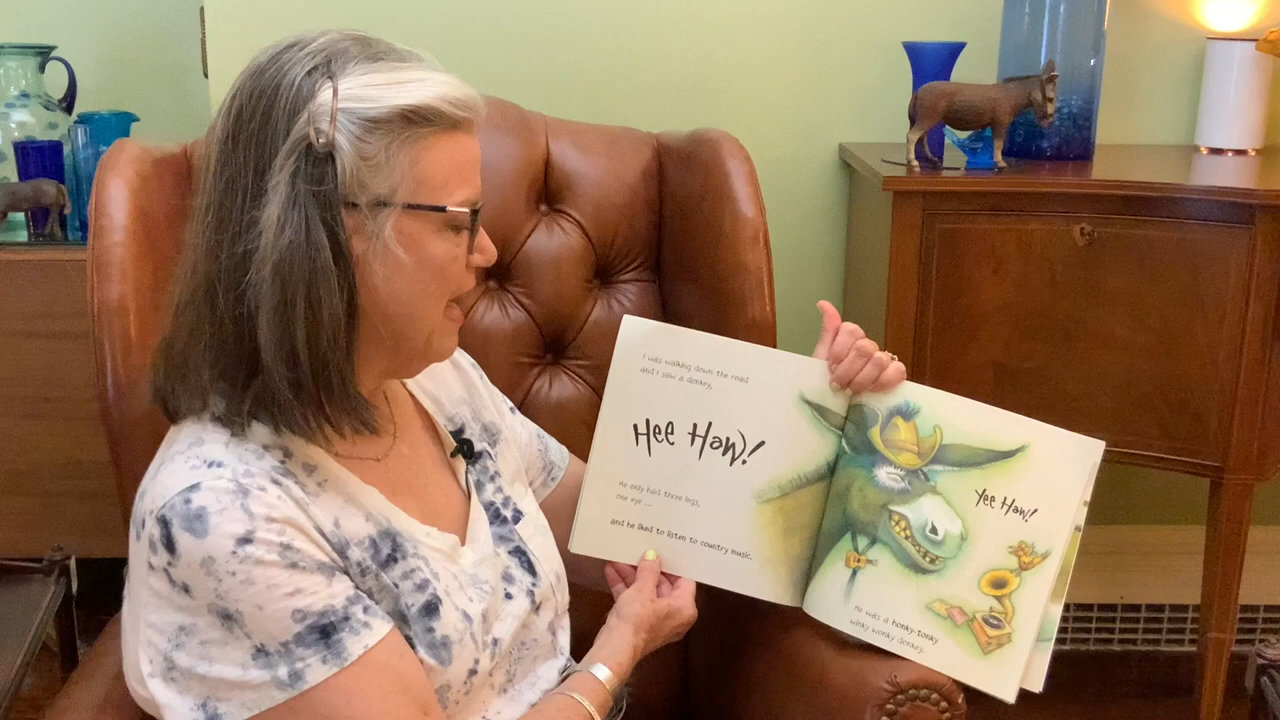 I was walking down the road
and I saw a donkey,
Hee Haw!
He only had three legs,
one eye ...
and he liked to listen to country music.
Yee Haw!
He was a honky-tonky
winky wonky donkey.